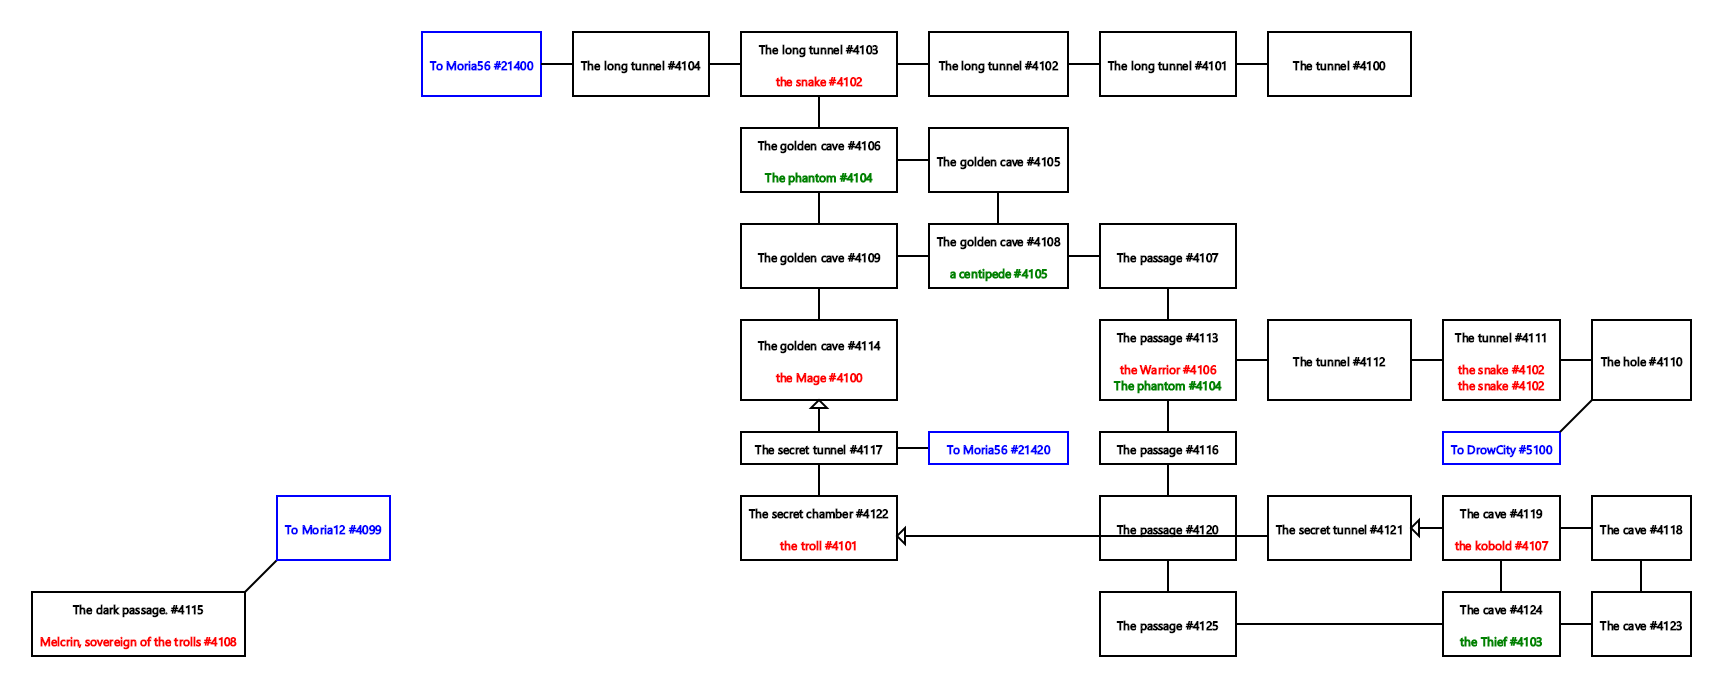 To Moria56 #21400
The long tunnel #4104
The long tunnel #4103
the snake #4102
The long tunnel #4102
The long tunnel #4101
The tunnel #4100
The golden cave #4106
The phantom #4104
The golden cave #4105
The golden cave #4109
The golden cave #4108
a centipede #4105
The passage #4107
The golden cave #4114
the Mage #4100
The passage #4113
the Warrior #4106
The phantom #4104
The tunnel #4112
The tunnel #4111
the snake #4102
the snake #4102
The hole #4110
The secret tunnel #4117
To Moria56 #21420
The passage #4116
To DrowCity #5100
To Moria12 #4099
The secret chamber #4122
the troll #4101
The passage #4120
The secret tunnel #4121
The cave #4119
the kobold #4107
The cave #4118
The dark passage. #4115
Melcrin, sovereign of the trolls #4108
The passage #4125
The cave #4124
the Thief #4103
The cave #4123